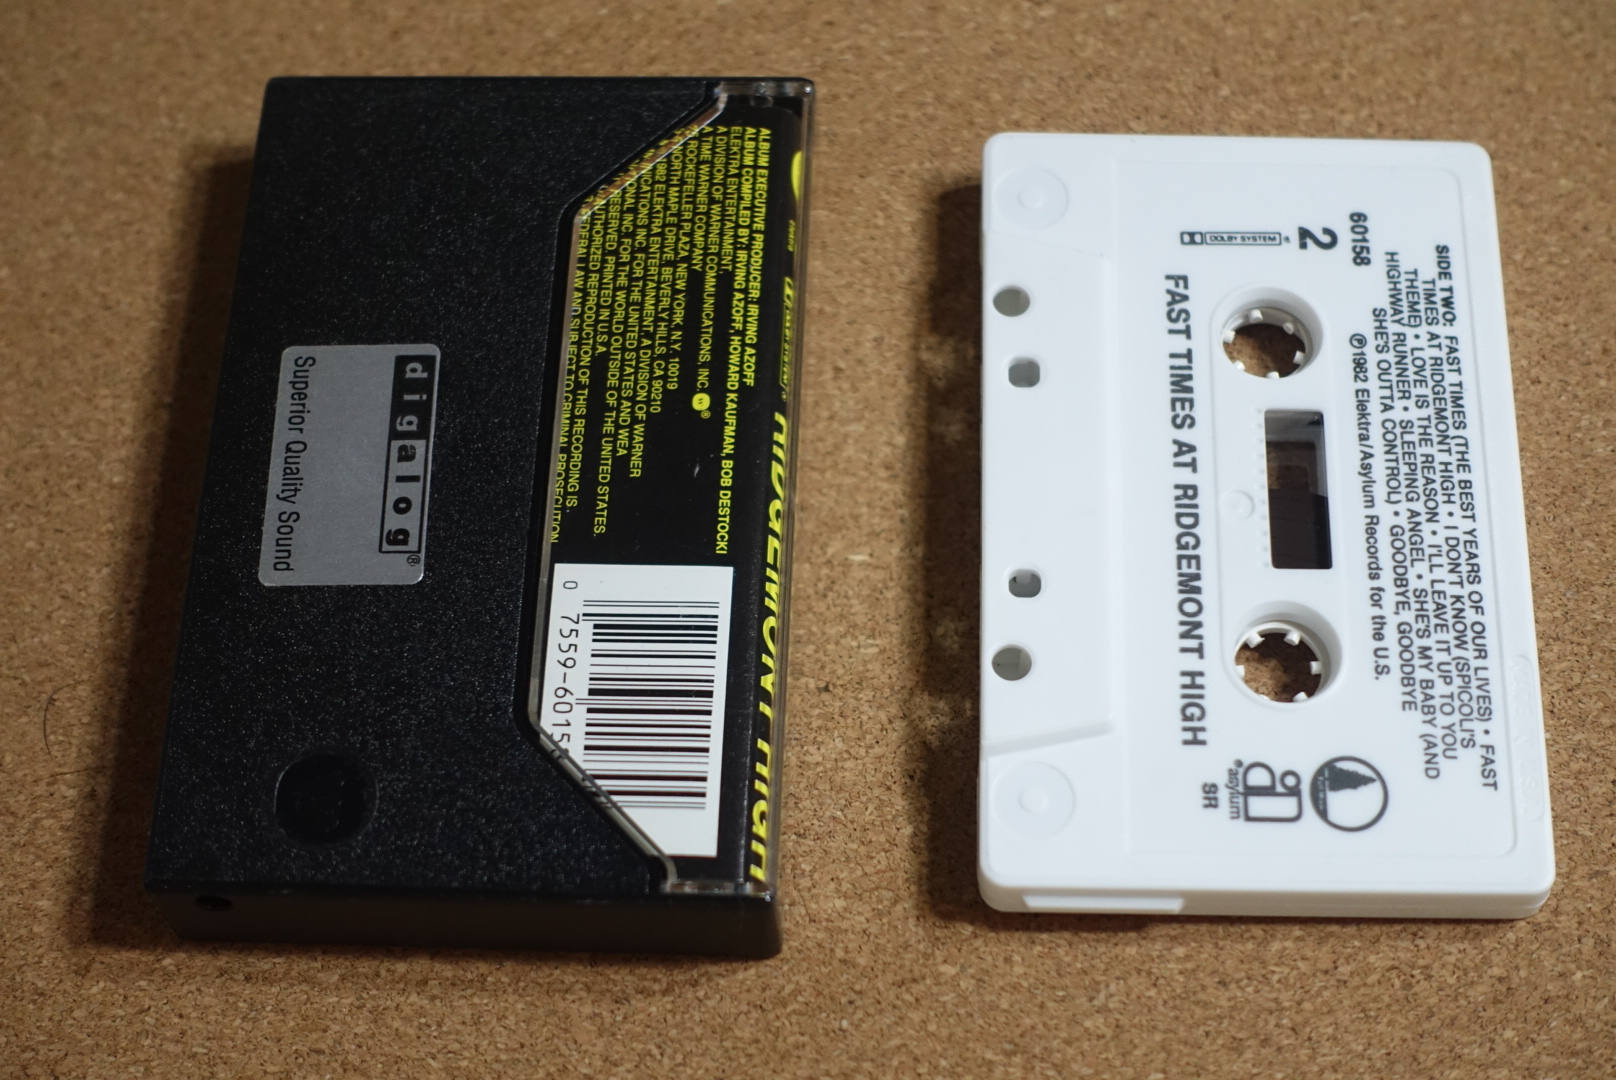 digalog®
Superior Quality Sound
RIDGEMONT HIGH
ALBUM EXECUTIVE PRODUCER: IRVING AZOFF
ALBUM COMPILED BY: IRVING AZOFF, HOWARD KAUFMAN, BOB DESTOCKI
ELEKTRA ENTERTAINMENT,
A DIVISION OF WARNER COMMUNICATIONS, INC. ®
A TIME WARNER COMPANY
ROCKEFELLER PLAZA, NEW YORK, N.Y. 10019
NORTH MAPLE DRIVE, BEVERLY HILLS, CA 90210
1982 ELEKTRA ENTERTAINMENT, A DIVISION OF WARNER
INC. FOR THE UNITED STATES AND WEA
INC. FOR THE WORLD OUTSIDE OF THE UNITED STATES.
RESERVED. PRINTED IN U.S.A.
REPRODUCTION OF THIS RECORDING IS
FEDERAL LAW AND SUBJECT TO CRIMINAL PROSECUTION
0 7559-6015
SIDE TWO: FAST TIMES (THE BEST YEARS OF OUR LIVES) • FAST
TIMES AT RIDGEMONT HIGH • I DON'T KNOW (SPICOLI'S
THEME) • LOVE IS THE REASON • I'LL LEAVE IT UP TO YOU
HIGHWAY RUNNER • SLEEPING ANGEL • SHE'S MY BABY (AND
SHE'S OUTTA CONTROL) • GOODBYE, GOODBYE
60158
℗1982 Elektra/Asylum Records for the U.S.
2
DOLBY SYSTEM ®
FAST TIMES AT RIDGEMONT HIGH
asylum
SR